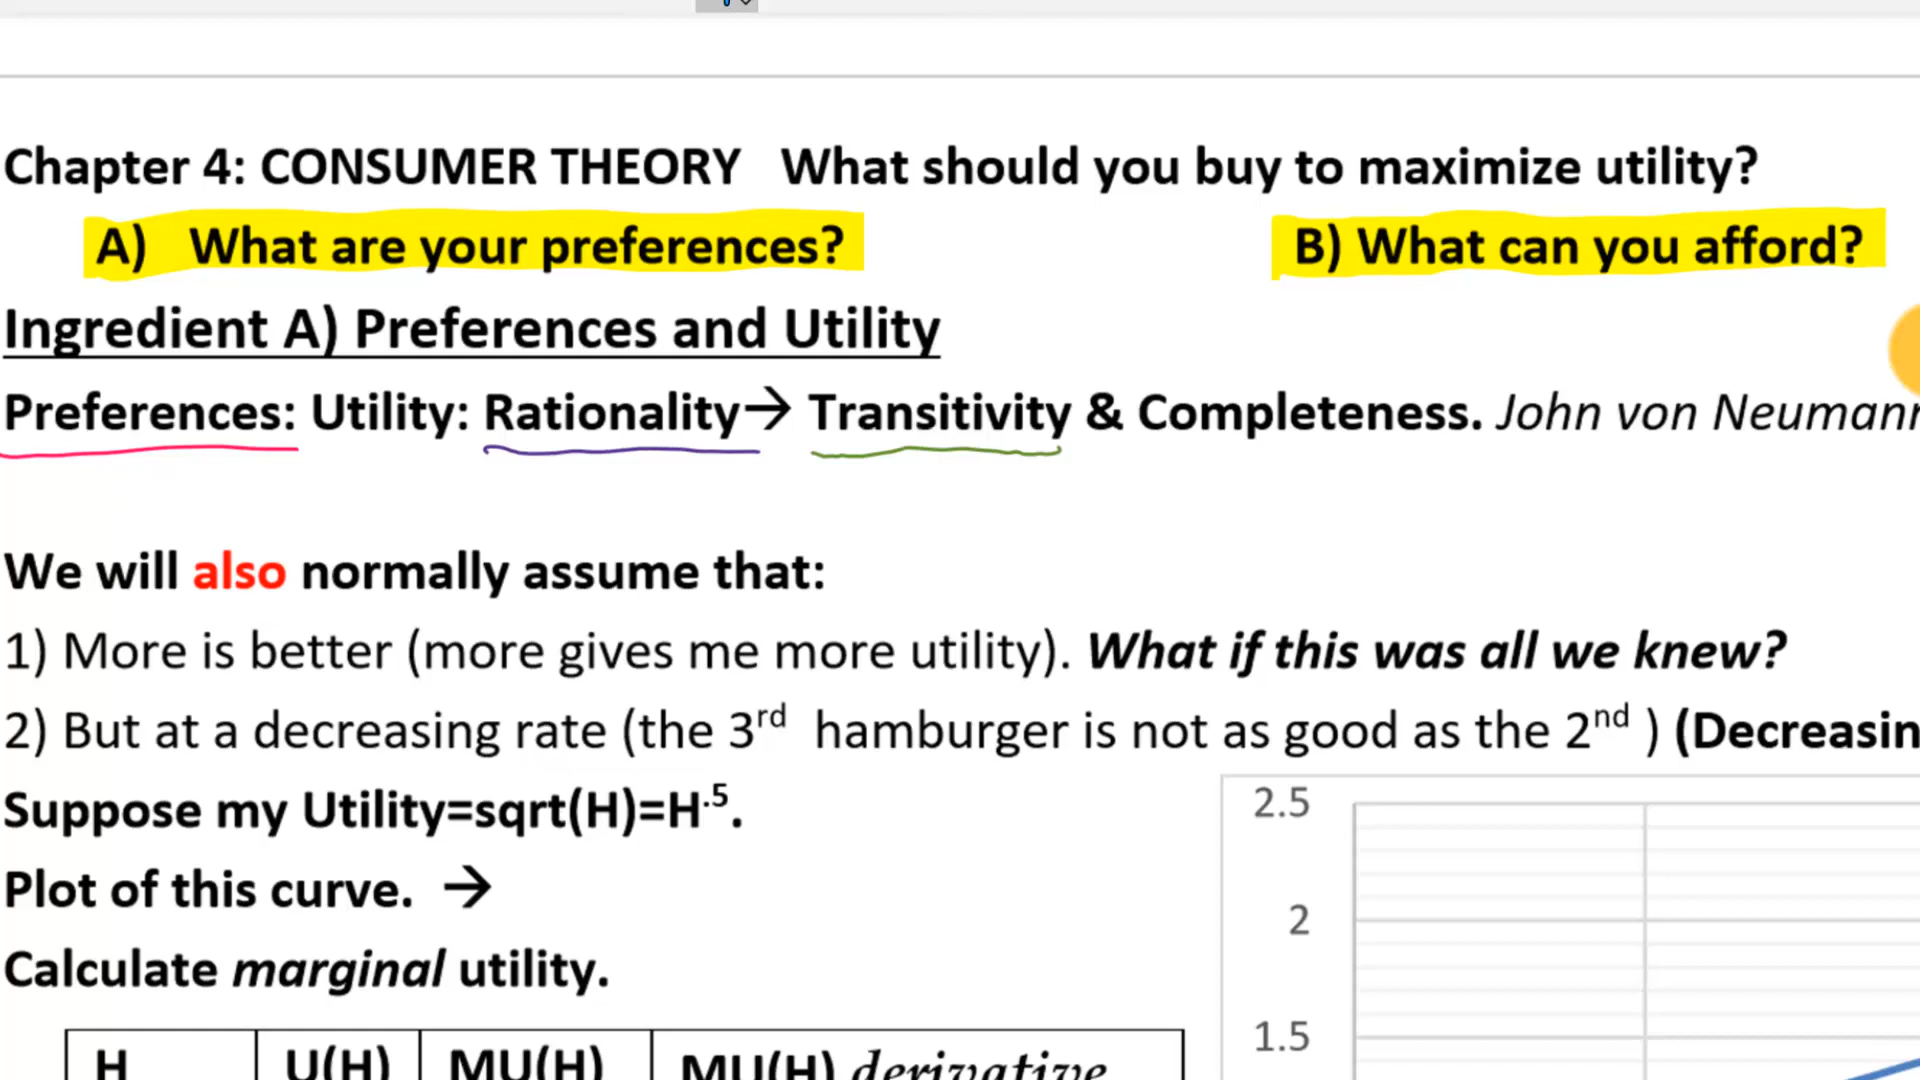 Chapter 4: CONSUMER THEORY What should you buy to maximize utility?
A) What are your preferences? B) What can you afford?
Ingredient A) Preferences and Utility
Preferences: Utility: Rationality→ Transitivity & Completeness. John von Neumann
We will also normally assume that:
1) More is better (more gives me more utility). What if this was all we knew?
2) But at a decreasing rate (the 3rd hamburger is not as good as the 2nd ) (Decreasin
Suppose my Utility=sqrt(H)=H.5.
Plot of this curve. →
Calculate marginal utility.
2.5
2
1.5
H U(H) MU(H) MU(H) derivative